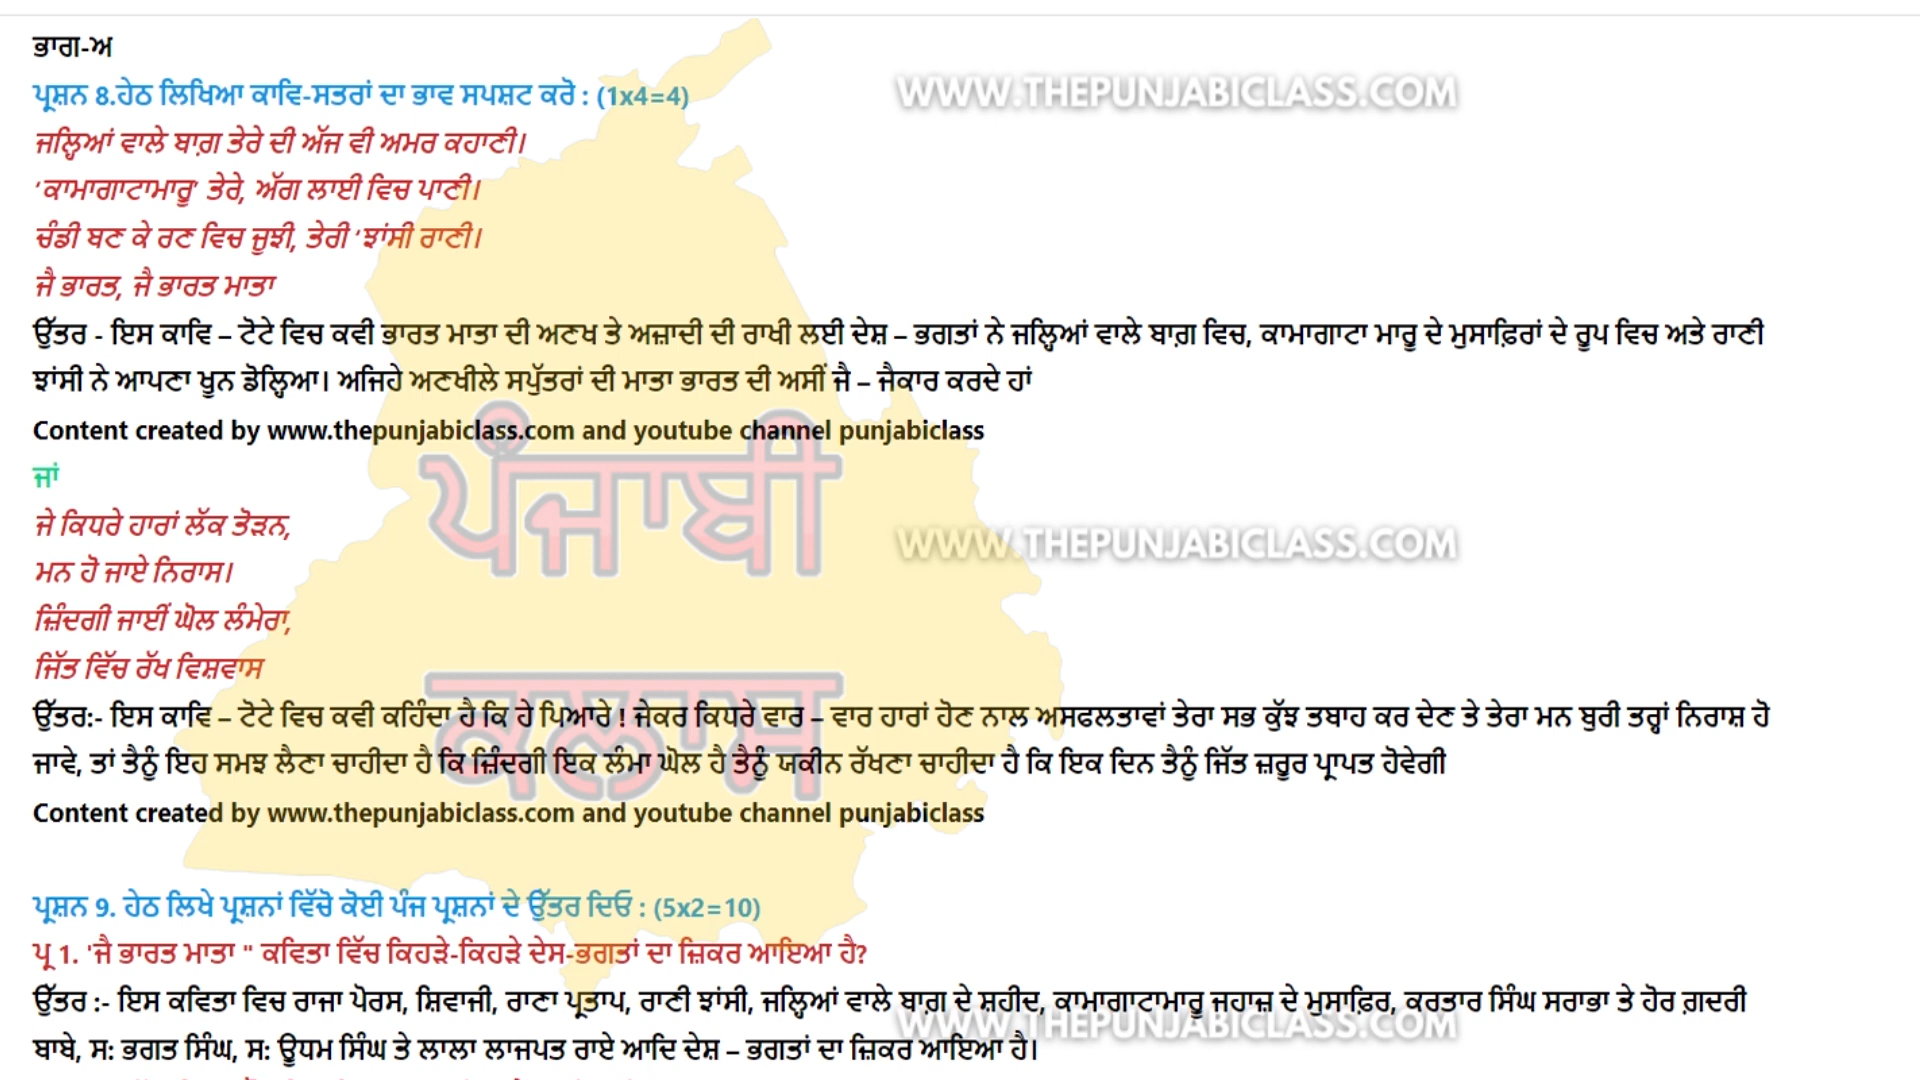 ਭਾਗ-ਅ
ਪ੍ਰਸ਼ਨ 8.ਹੇਠ ਲਿਖਿਆ ਕਾਵਿ-ਸਤਰਾਂ ਦਾ ਭਾਵ ਸਪਸ਼ਟ ਕਰੋ : (1x4=4)
WWW.THEPUNJABICLASS.COM
ਜਲ੍ਹਿਆਂ ਵਾਲੇ ਬਾਗ਼ ਤੇਰੇ ਦੀ ਅੱਜ ਵੀ ਅਮਰ ਕਹਾਣੀ।
‘ਕਾਮਾਗਾਟਾਮਾਰੂ’ ਤੇਰੇ, ਅੱਗ ਲਾਈ ਵਿਚ ਪਾਣੀ।
ਚੰਡੀ ਬਣ ਕੇ ਰਣ ਵਿਚ ਜੂਝੀ, ਤੇਰੀ ‘ਝਾਂਸੀ ਰਾਣੀ।
ਜੈ ਭਾਰਤ, ਜੈ ਭਾਰਤ ਮਾਤਾ
ਉੱਤਰ - ਇਸ ਕਾਵਿ – ਟੋਟੇ ਵਿਚ ਕਵੀ ਭਾਰਤ ਮਾਤਾ ਦੀ ਅਣਖ ਤੇ ਅਜ਼ਾਦੀ ਦੀ ਰਾਖੀ ਲਈ ਦੇਸ਼ – ਭਗਤਾਂ ਨੇ ਜਲ੍ਹਿਆਂ ਵਾਲੇ ਬਾਗ਼ ਵਿਚ, ਕਾਮਾਗਾਟਾ ਮਾਰੂ ਦੇ ਮੁਸਾਫ਼ਿਰਾਂ ਦੇ ਰੂਪ ਵਿਚ ਅਤੇ ਰਾਣੀ
ਝਾਂਸੀ ਨੇ ਆਪਣਾ ਖੂਨ ਡੋਲ੍ਹਿਆ। ਅਜਿਹੇ ਅਣਖੀਲੇ ਸਪੁੱਤਰਾਂ ਦੀ ਮਾਤਾ ਭਾਰਤ ਦੀ ਅਸੀਂ ਜੈ – ਜੈਕਾਰ ਕਰਦੇ ਹਾਂ
Content created by www.thepunjabiclass.com and youtube channel punjabiclass
ਜਾਂ
ਪੰਜਾਬੀ
ਜੇ ਕਿਧਰੇ ਹਾਰਾਂ ਲੱਕ ਤੋੜਨ,
WWW.THEPUNJABICLASS.COM
ਮਨ ਹੋ ਜਾਏ ਨਿਰਾਸ।
ਜ਼ਿੰਦਗੀ ਜਾਈਂ ਘੋਲ ਲੰਮੇਰਾ,
ਜਿੱਤ ਵਿੱਚ ਰੱਖ ਵਿਸ਼ਵਾਸ
ਕਲਾਸ
ਉੱਤਰ:- ਇਸ ਕਾਵਿ – ਟੋਟੇ ਵਿਚ ਕਵੀ ਕਹਿੰਦਾ ਹੈ ਕਿ ਹੇ ਪਿਆਰੇ ! ਜੇਕਰ ਕਿਧਰੇ ਵਾਰ – ਵਾਰ ਹਾਰਾਂ ਹੋਣ ਨਾਲ ਅਸਫਲਤਾਵਾਂ ਤੇਰਾ ਸਭ ਕੁੱਝ ਤਬਾਹ ਕਰ ਦੇਣ ਤੇ ਤੇਰਾ ਮਨ ਬੁਰੀ ਤਰ੍ਹਾਂ ਨਿਰਾਸ਼ ਹੋ
ਜਾਵੇ, ਤਾਂ ਤੈਨੂੰ ਇਹ ਸਮਝ ਲੈਣਾ ਚਾਹੀਦਾ ਹੈ ਕਿ ਜ਼ਿੰਦਗੀ ਇਕ ਲੰਮਾ ਘੋਲ ਹੈ ਤੈਨੂੰ ਯਕੀਨ ਰੱਖਣਾ ਚਾਹੀਦਾ ਹੈ ਕਿ ਇਕ ਦਿਨ ਤੈਨੂੰ ਜਿੱਤ ਜ਼ਰੂਰ ਪ੍ਰਾਪਤ ਹੋਵੇਗੀ
Content created by www.thepunjabiclass.com and youtube channel punjabiclass
ਪ੍ਰਸ਼ਨ 9. ਹੇਠ ਲਿਖੇ ਪ੍ਰਸ਼ਨਾਂ ਵਿੱਚੋ ਕੋਈ ਪੰਜ ਪ੍ਰਸ਼ਨਾਂ ਦੇ ਉੱਤਰ ਦਿਓ : (5x2=10)
ਪ੍ਰ 1. 'ਜੈ ਭਾਰਤ ਮਾਤਾ " ਕਵਿਤਾ ਵਿੱਚ ਕਿਹੜੇ-ਕਿਹੜੇ ਦੇਸ-ਭਗਤਾਂ ਦਾ ਜ਼ਿਕਰ ਆਇਆ ਹੈ?
ਉੱਤਰ :- ਇਸ ਕਵਿਤਾ ਵਿਚ ਰਾਜਾ ਪੋਰਸ, ਸ਼ਿਵਾਜੀ, ਰਾਣਾ ਪ੍ਰਤਾਪ, ਰਾਣੀ ਝਾਂਸੀ, ਜਲ੍ਹਿਆਂ ਵਾਲੇ ਬਾਗ਼ ਦੇ ਸ਼ਹੀਦ, ਕਾਮਾਗਾਟਾਮਾਰੂ ਜਹਾਜ਼ ਦੇ ਮੁਸਾਫ਼ਿਰ, ਕਰਤਾਰ ਸਿੰਘ ਸਰਾਭਾ ਤੇ ਹੋਰ ਗ਼ਦਰੀ
WWW.THEPUNJABICLASS.COM
ਬਾਬੇ, ਸ: ਭਗਤ ਸਿੰਘ, ਸ: ਊਧਮ ਸਿੰਘ ਤੇ ਲਾਲਾ ਲਾਜਪਤ ਰਾਏ ਆਦਿ ਦੇਸ਼ – ਭਗਤਾਂ ਦਾ ਜ਼ਿਕਰ ਆਇਆ ਹੈ।